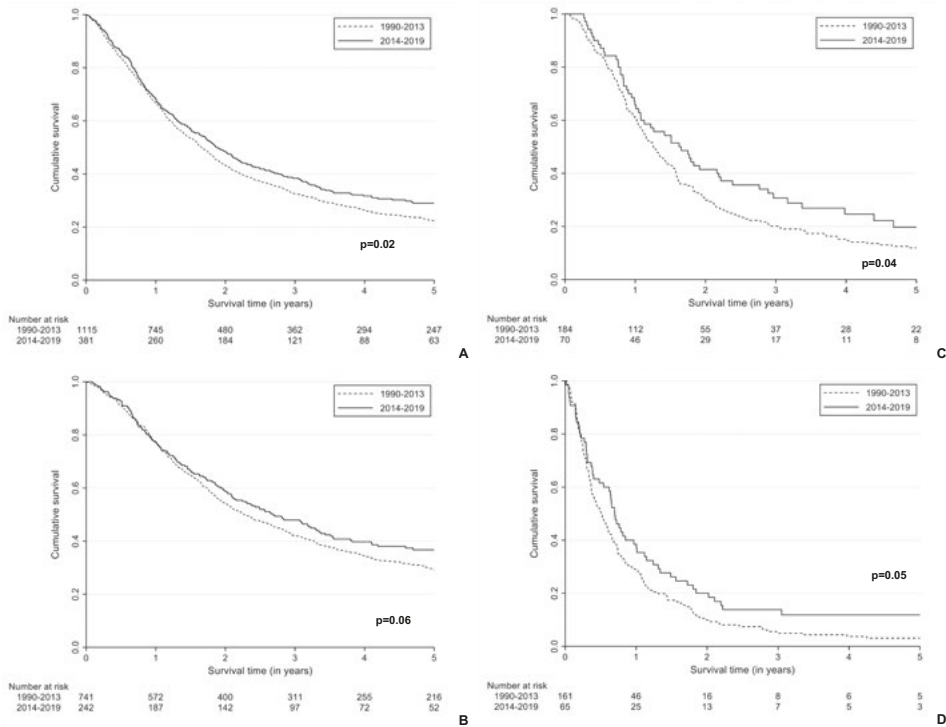 1.0
0.8
0.6
0.4
0.2
0.0
Cumulative survival
1990-2013
2014-2019
p=0.02
0 1 2 3 4 5
Survival time (in years)
Number at risk
1990-2013 1115 745 480 362 294 247
2014-2019 381 260 184 121 88 63
A
1.0
0.8
0.6
0.4
0.2
0.0
Cumulative survival
1990-2013
2014-2019
p=0.04
0 1 2 3 4 5
Survival time (in years)
Number at risk
1990-2013 184 112 55 37 28 22
2014-2019 70 46 29 17 11 8
C
1.0
0.8
0.6
0.4
0.2
0.0
Cumulative survival
1990-2013
2014-2019
p=0.06
0 1 2 3 4 5
Survival time (in years)
Number at risk
1990-2013 741 572 400 311 255 216
2014-2019 242 187 142 97 72 52
B
1.0
0.8
0.6
0.4
0.2
0.0
Cumulative survival
1990-2013
2014-2019
p=0.05
0 1 2 3 4 5
Survival time (in years)
Number at risk
1990-2013 161 46 16 8 6 5
2014-2019 65 25 13 7 5 3
D